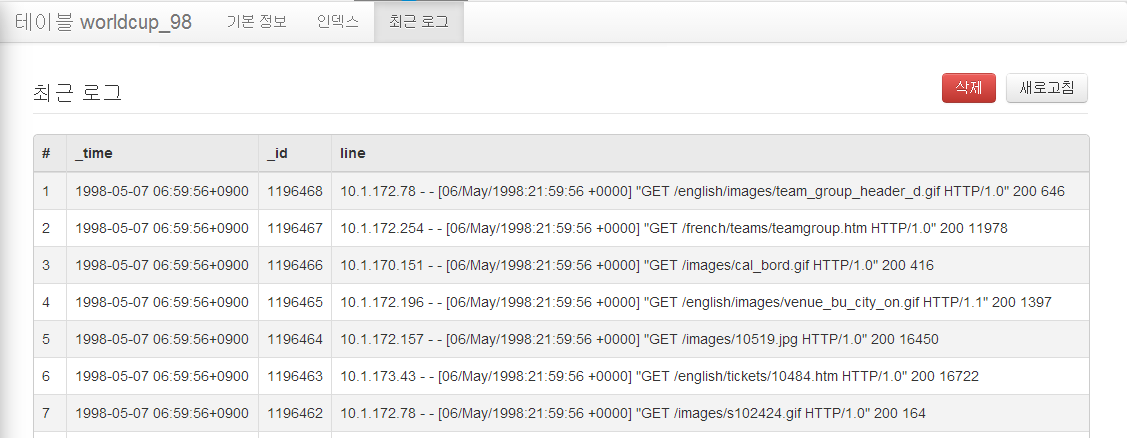 테이블 worldcup_98 기본 정보 인덱스 최근 로그
최근 로그 삭제 새로고침
# _time _id line
1 1998-05-07 06:59:56+0900 1196468 10.1.172.78 - - [06/May/1998:21:59:56 +0000] "GET /english/images/team_group_header_d.gif HTTP/1.0" 200 646
2 1998-05-07 06:59:56+0900 1196467 10.1.172.254 - - [06/May/1998:21:59:56 +0000] "GET /french/teams/teamgroup.htm HTTP/1.0" 200 11978
3 1998-05-07 06:59:56+0900 1196466 10.1.170.151 - - [06/May/1998:21:59:56 +0000] "GET /images/cal_bord.gif HTTP/1.0" 200 416
4 1998-05-07 06:59:56+0900 1196465 10.1.172.196 - - [06/May/1998:21:59:56 +0000] "GET /english/images/venue_bu_city_on.gif HTTP/1.1" 200 1397
5 1998-05-07 06:59:56+0900 1196464 10.1.172.157 - - [06/May/1998:21:59:56 +0000] "GET /images/10519.jpg HTTP/1.0" 200 16450
6 1998-05-07 06:59:56+0900 1196463 10.1.173.43 - - [06/May/1998:21:59:56 +0000] "GET /english/tickets/10484.htm HTTP/1.0" 200 16722
7 1998-05-07 06:59:56+0900 1196462 10.1.172.78 - - [06/May/1998:21:59:56 +0000] "GET /images/s102424.gif HTTP/1.0" 200 164